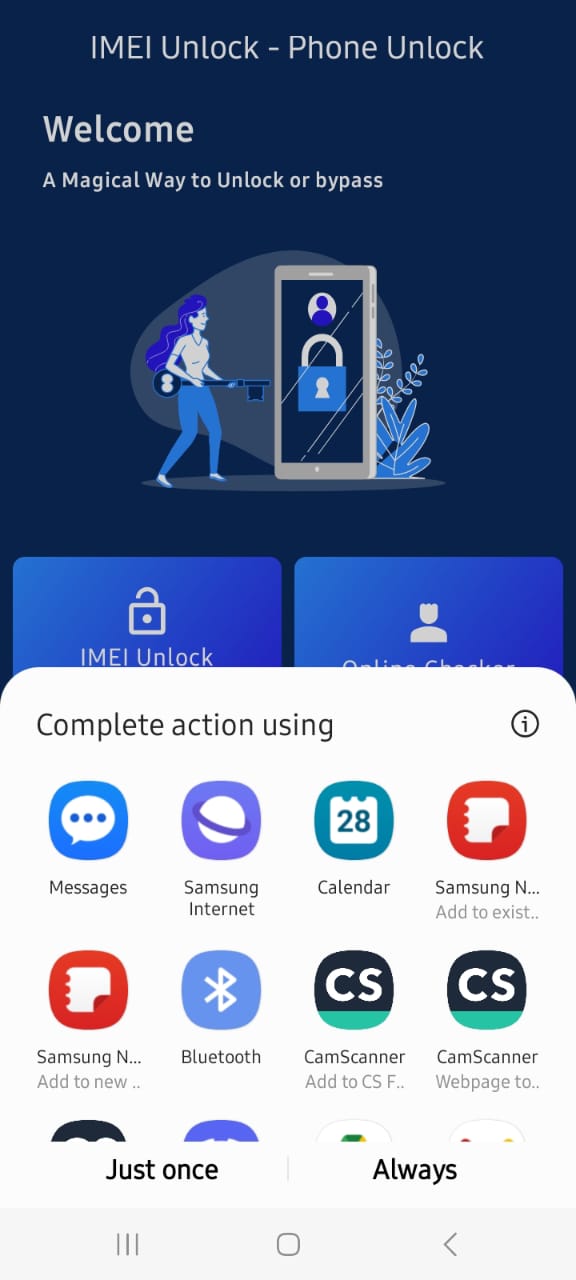 IMEI Unlock - Phone Unlock
Welcome
A Magical Way to Unlock or bypass
IMEI Unlock
Online Checker
Complete action using
28
Messages
Samsung
Internet
Calendar
Samsung N...
Add to exist..
CS
CS
Samsung N...
Add to new ..
Bluetooth
CamScanner
Add to CS F..
CamScanner
Webpage to..
Just once
Always